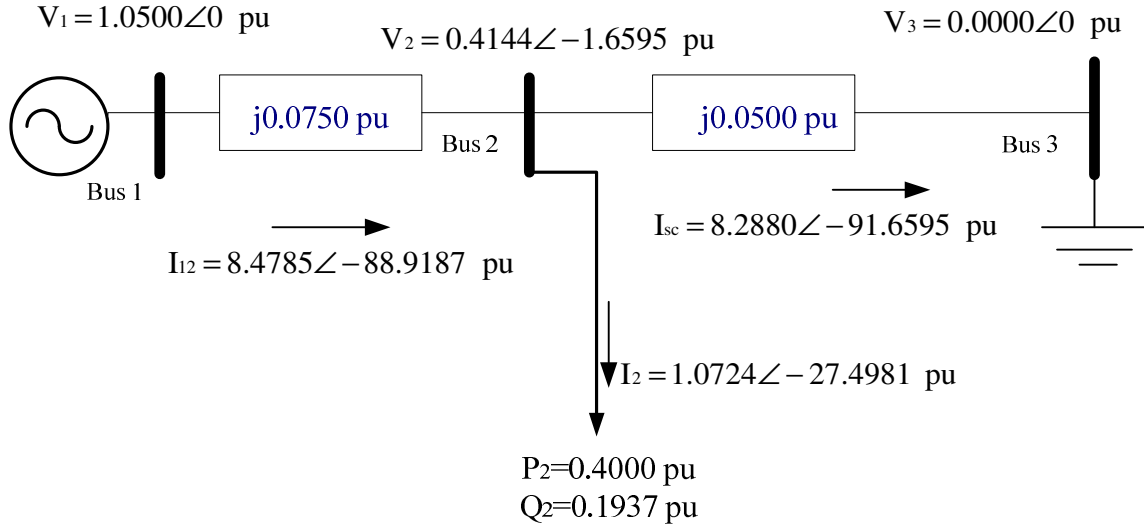 V1 = 1.0500∠0 pu
V2 = 0.4144∠−1.6595 pu
V3 = 0.0000∠0 pu
j0.0750 pu
j0.0500 pu
Bus 1
Bus 2
Bus 3
I12 = 8.4785∠−88.9187 pu
Isc = 8.2880∠−91.6595 pu
I2 = 1.0724∠−27.4981 pu
P2=0.4000 pu
Q2=0.1937 pu